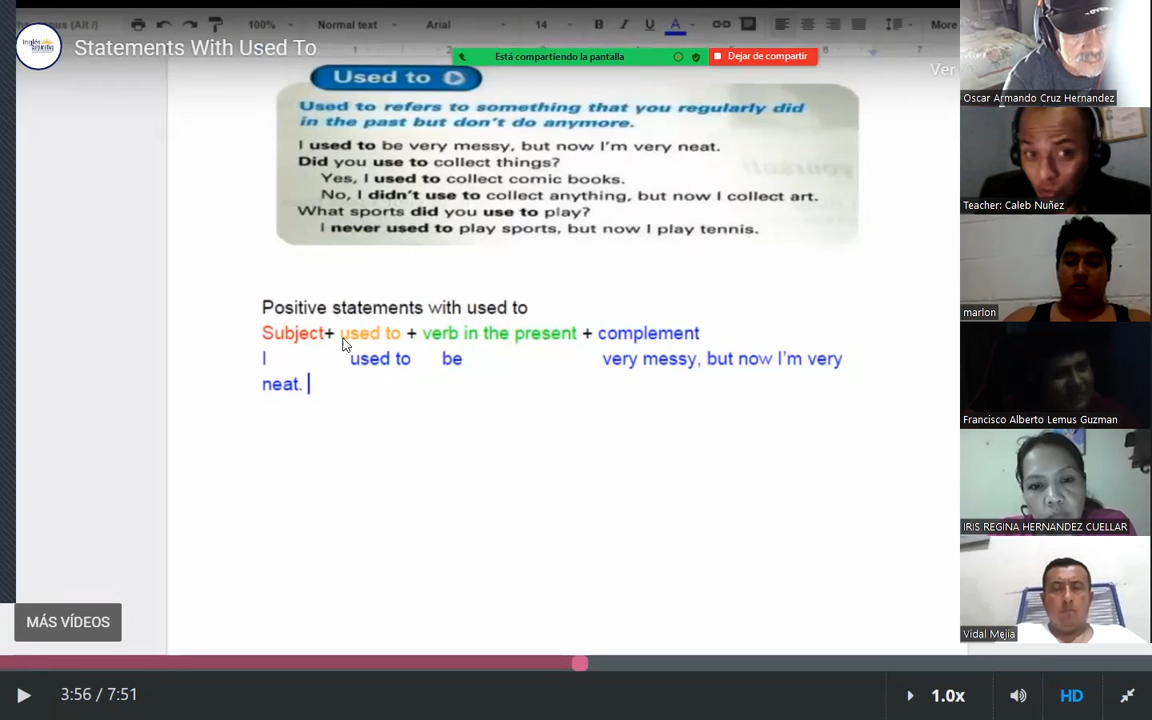 100%
Normal text
Arial
14
B
I
U
A
More
Statements With Used To
Está compartiendo la pantalla
Dejar de compartir
Ver
Used to
Used to refers to something that you regularly did
in the past but don't do anymore.
I used to be very messy, but now I'm very neat.
Did you use to collect things?
Yes, I used to collect comic books.
No, I didn't use to collect anything, but now I collect art.
What sports did you use to play?
I never used to play sports, but now I play tennis.
Positive statements with used to
Subject+ used to + verb in the present + complement
I used to be very messy, but now I'm very
neat.
Oscar Armando Cruz Hernandez
Teacher: Caleb Nuñez
marlon
Francisco Alberto Lemus Guzman
IRIS REGINA HERNANDEZ CUELLAR
Vidal Mejia
MÁS VÍDEOS
3:56 / 7:51
1.0x
HD